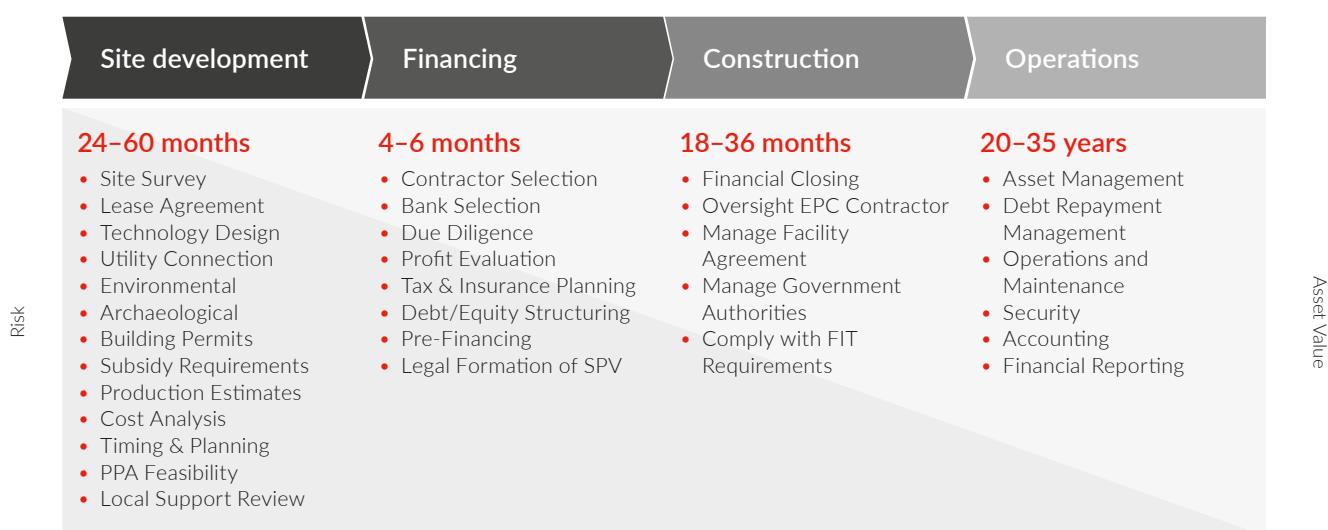 Site development
Financing
Construction
Operations
Risk
24–60 months
• Site Survey
• Lease Agreement
• Technology Design
• Utility Connection
• Environmental
• Archaeological
• Building Permits
• Subsidy Requirements
• Production Estimates
• Cost Analysis
• Timing & Planning
• PPA Feasibility
• Local Support Review
4–6 months
• Contractor Selection
• Bank Selection
• Due Diligence
• Profit Evaluation
• Tax & Insurance Planning
• Debt/Equity Structuring
• Pre-Financing
• Legal Formation of SPV
18–36 months
• Financial Closing
• Oversight EPC Contractor
• Manage Facility
Agreement
• Manage Government
Authorities
• Comply with FIT
Requirements
20–35 years
• Asset Management
• Debt Repayment
Management
• Operations and
Maintenance
• Security
• Accounting
• Financial Reporting
Asset Value